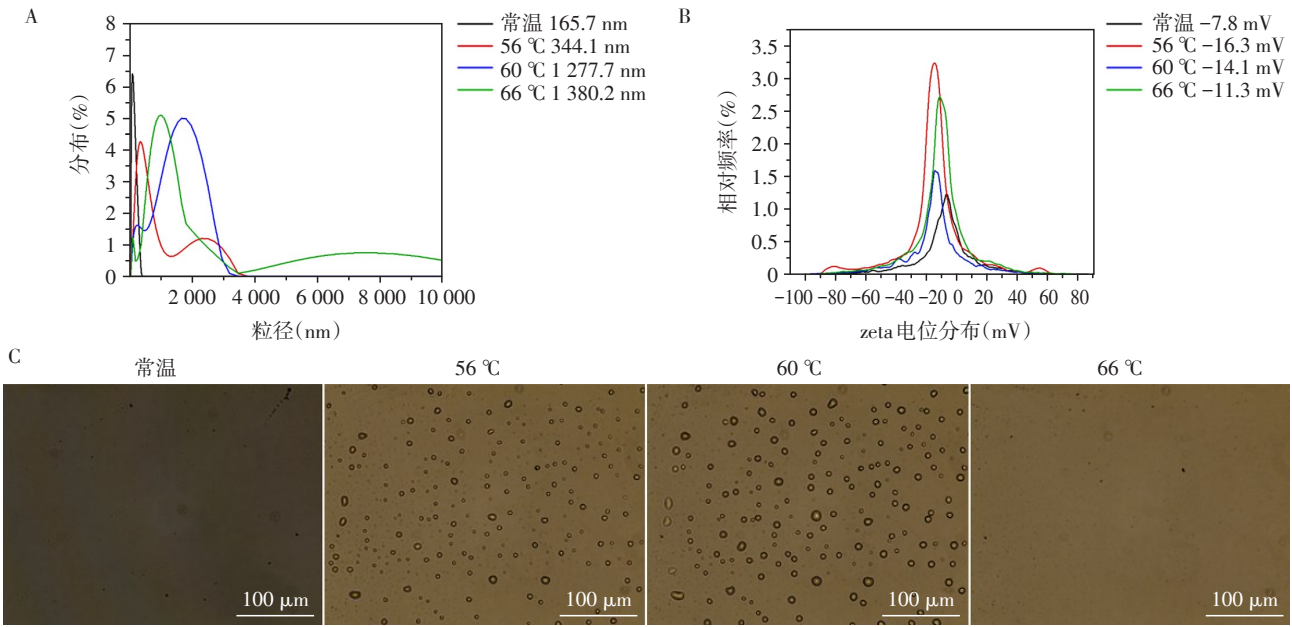 A
常温 165.7 nm
56 ℃ 344.1 nm
60 ℃ 1 277.7 nm
66 ℃ 1 380.2 nm
分布(%)
8
7
6
5
4
3
2
1
0
2 000 4 000 6 000 8 000 10 000
粒径(nm)
B
常温 −7.8 mV
56 ℃ −16.3 mV
60 ℃ −14.1 mV
66 ℃ −11.3 mV
相对频率(%)
3.5
3.0
2.5
2.0
1.5
1.0
0.5
0
−100 −80 −60 −40 −20 0 20 40 60 80
zeta 电位分布(mV)
C
常温 56 ℃ 60 ℃ 66 ℃
100 μm 100 μm 100 μm 100 μm